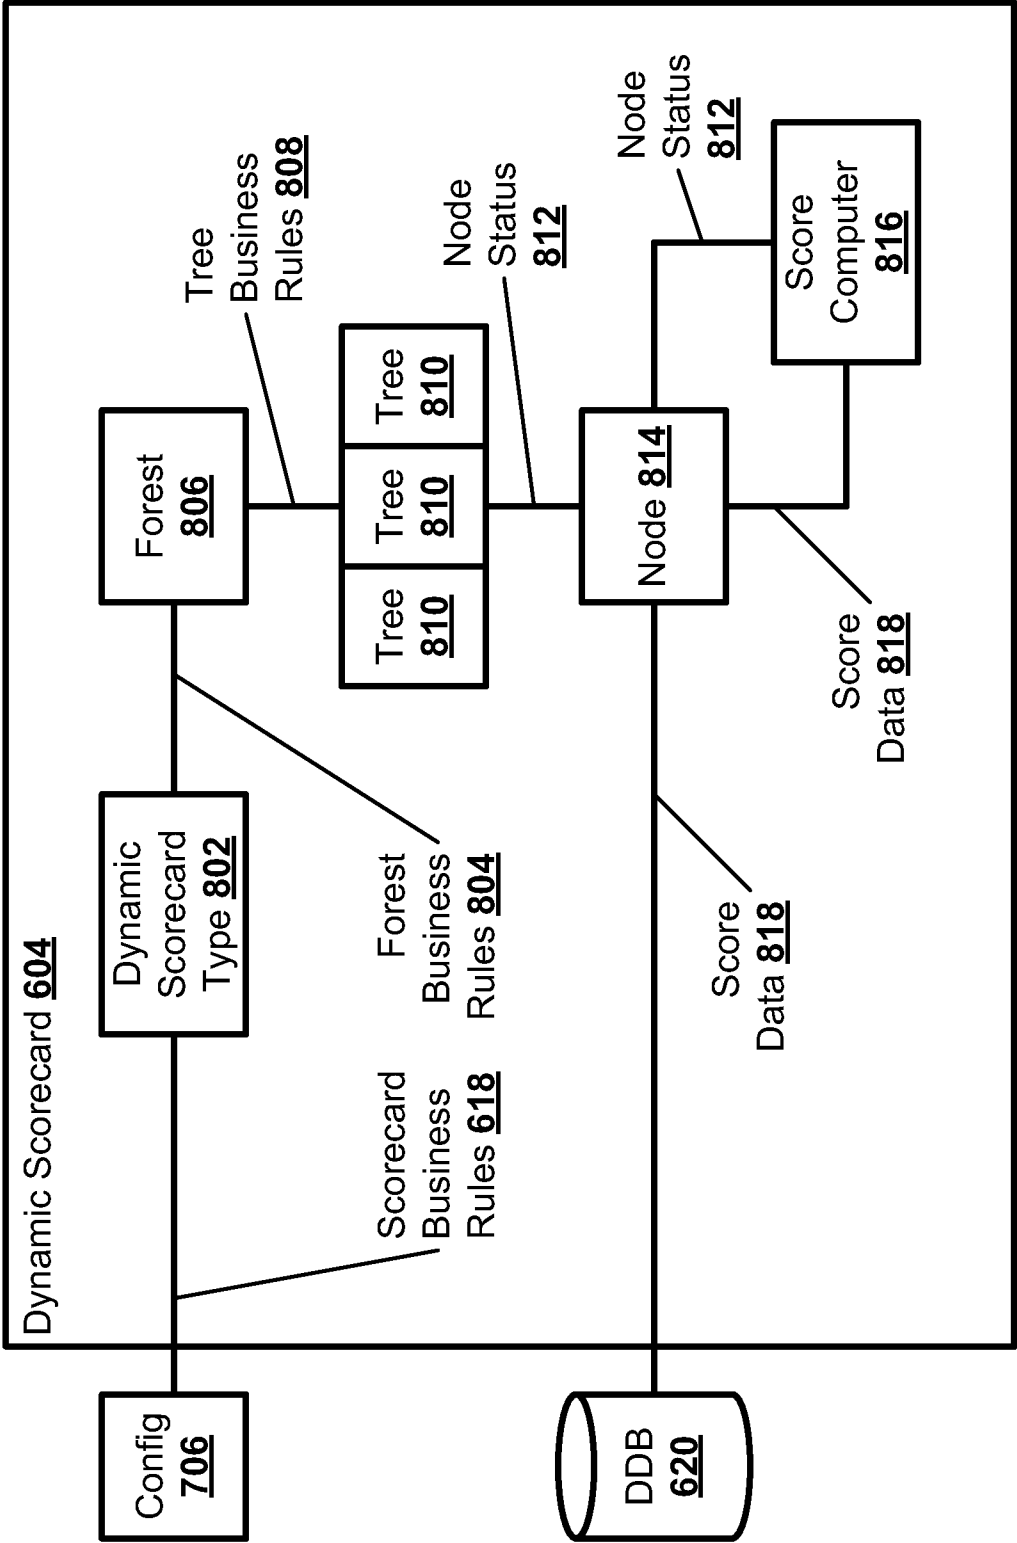 Dynamic Scorecard 604
Config
706
Scorecard
Business
Rules 618
Dynamic
Scorecard
Type 802
Forest
Business
Rules 804
Forest
806
Tree
Business
Rules 808
Tree
810
Tree
810
Tree
810
Node
Status
812
DDB
620
Score
Data 818
Node 814
Score
Data 818
Node
Status
812
Score
Computer
816